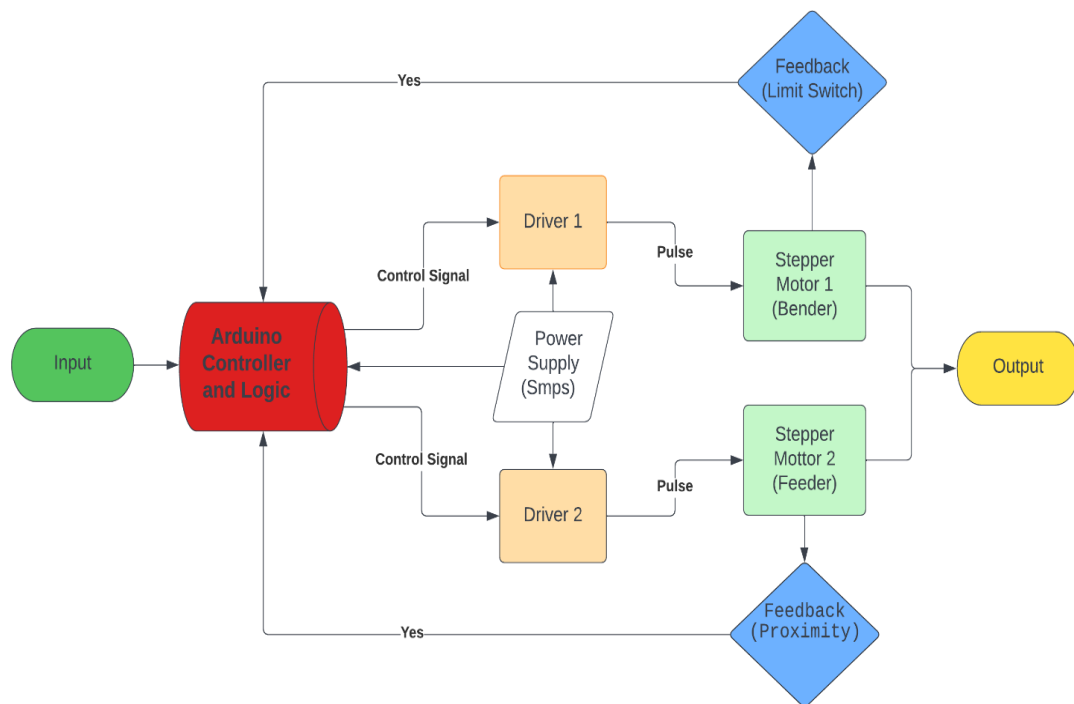 Feedback
(Limit Switch)
Yes
Driver 1
Control Signal
Pulse
Stepper
Motor 1
(Bender)
Input
Arduino
Controller
and Logic
Power
Supply
(Smps)
Output
Control Signal
Driver 2
Pulse
Stepper
Mottor 2
(Feeder)
Feedback
(Proximity)
Yes